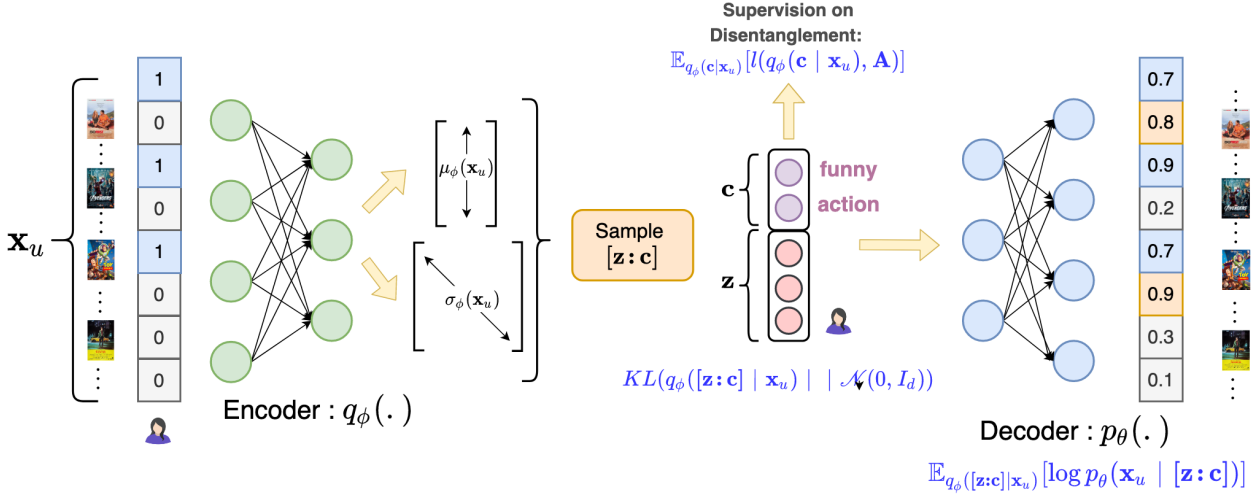 Supervision on
Disentanglement:
𝔼_{q_ϕ(𝐜|𝐱_u)}[l(q_ϕ(𝐜 | 𝐱_u), 𝐀)]
𝐱_u
1
0
1
0
1
0
0
0
μ_ϕ(𝐱_u)
σ_ϕ(𝐱_u)
Encoder : q_ϕ(.)
Sample
[𝐳 : 𝐜]
𝐜
funny
action
𝐳
KL(q_ϕ([𝐳 : 𝐜] | 𝐱_u) | | 𝒩(0, I_d))
0.7
0.8
0.9
0.2
0.7
0.9
0.3
0.1
Decoder : p_θ(.)
𝔼_{q_ϕ([𝐳:𝐜]|𝐱_u)}[log p_θ(𝐱_u | [𝐳 : 𝐜])]